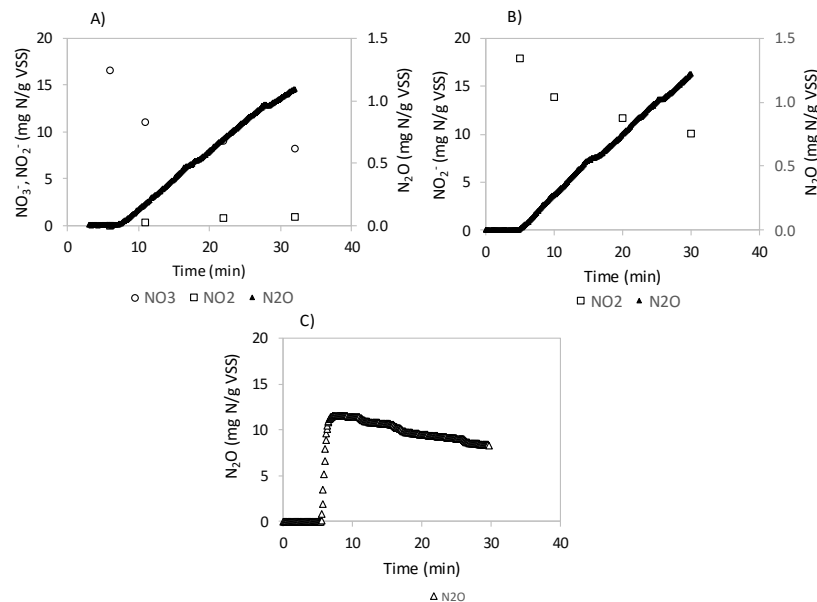 A)
20
15
10
5
0
NO₃⁻, NO₂⁻ (mg N/g VSS)
1.5
1.0
0.5
0.0
N₂O (mg N/g VSS)
0 10 20 30 40
Time (min)
○ NO3 □ NO2 ▲ N2O
B)
20
15
10
5
0
NO₂⁻ (mg N/g VSS)
1.5
1.0
0.5
0.0
N₂O (mg N/g VSS)
0 10 20 30 40
Time (min)
□ NO2 ▲ N2O
C)
20
15
10
5
0
N₂O (mg N/g VSS)
0 10 20 30 40
Time (min)
△ N2O